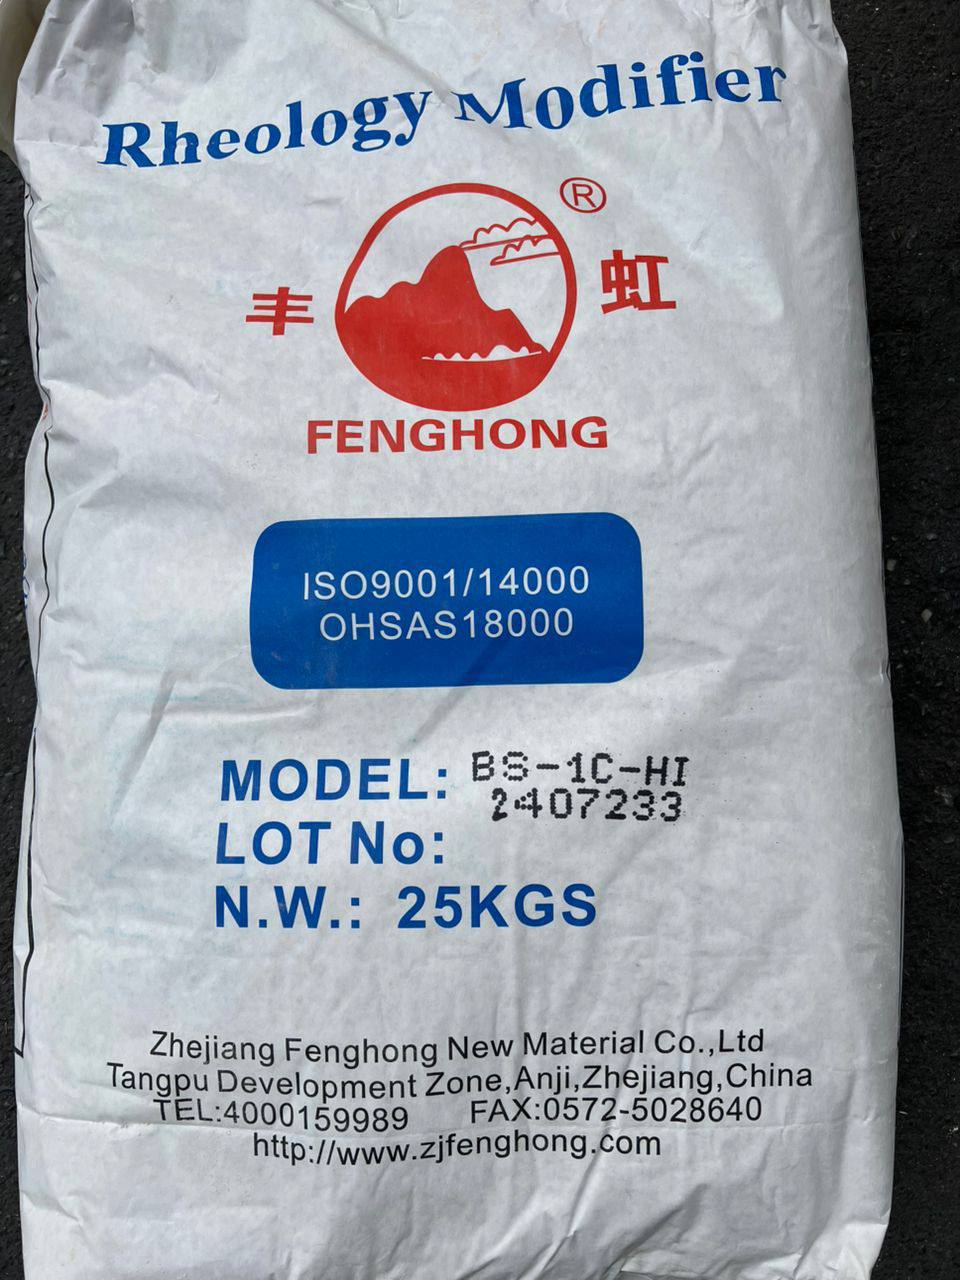 Rheology Modifier
®
丰 虹
FENGHONG
ISO9001/14000
OHSAS18000
MODEL: BS-1C-HI
2407233
LOT No:
N.W.: 25KGS
Zhejiang Fenghong New Material Co.,Ltd
Tangpu Development Zone,Anji,Zhejiang,China
TEL:4000159989 FAX:0572-5028640
http://www.zjfenghong.com